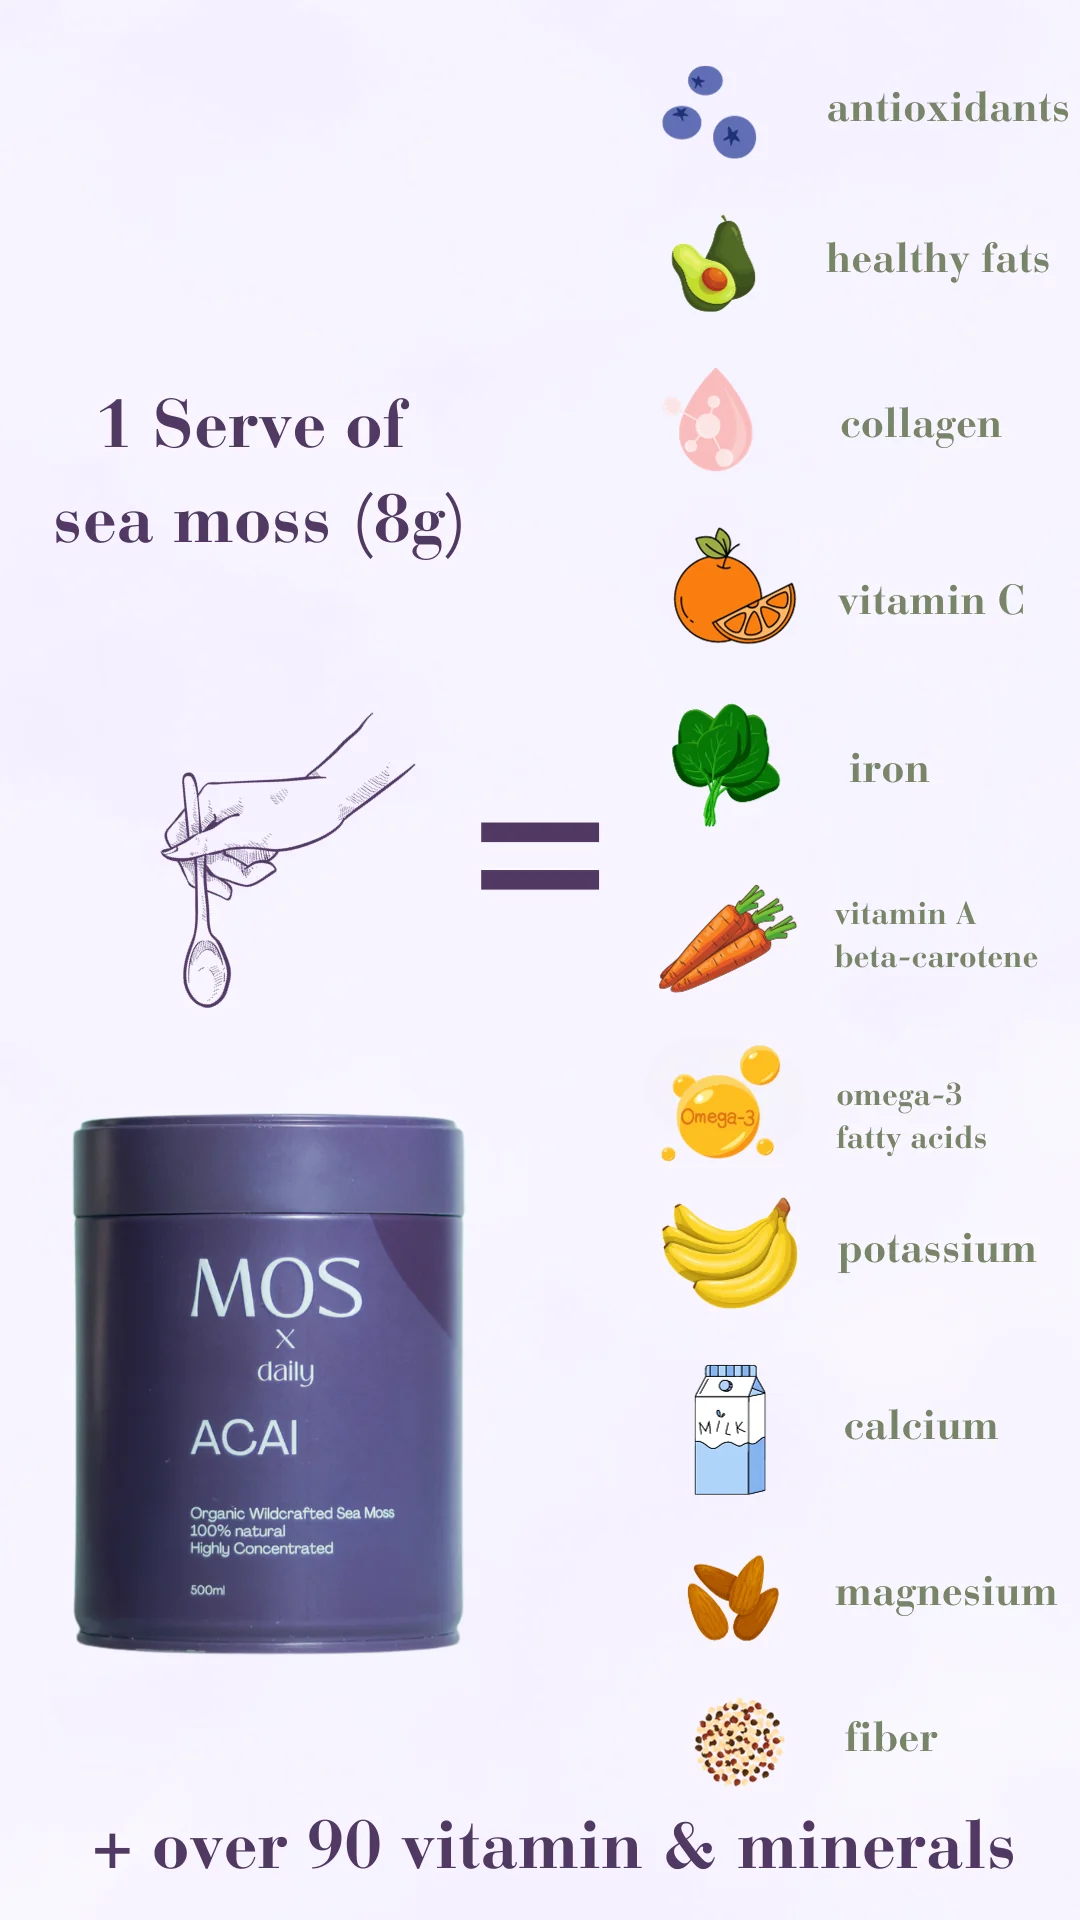 1 Serve of
sea moss (8g)
MOS
X
daily
ACAI
Organic Wildcrafted Sea Moss
100% natural
Highly Concentrated
500ml
antioxidants
healthy fats
collagen
vitamin C
iron
vitamin A
beta-carotene
Omega-3
omega-3
fatty acids
potassium
MILK
calcium
magnesium
fiber
+ over 90 vitamin & minerals